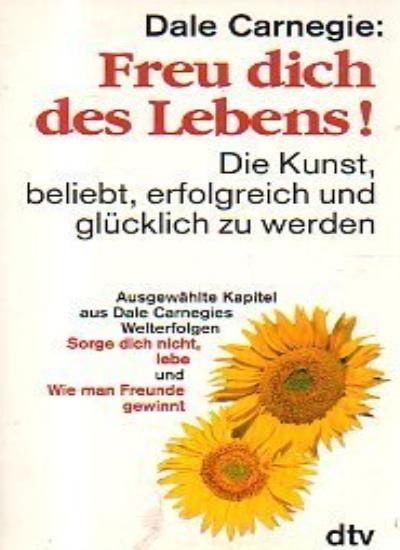 Dale Carnegie:
Freu dich
des Lebens!
Die Kunst,
beliebt, erfolgreich und
glücklich zu werden
Ausgewählte Kapitel
aus Dale Carnegies
Welterfolgen
Sorge dich nicht,
lebe
und
Wie man Freunde
gewinnt
dtv